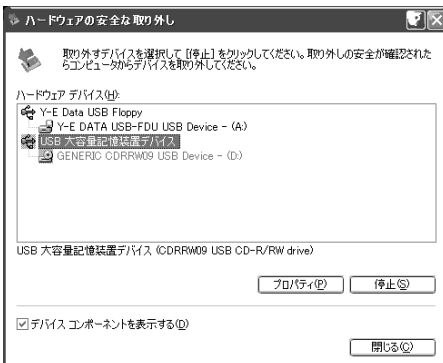 ハードウェアの安全な取り外し
取り外すデバイスを選択して [停止] をクリックしてください。取り外しの安全が確認された
らコンピュータからデバイスを取り外してください。
ハードウェア デバイス(H):
Y-E Data USB Floppy
Y-E DATA USB-FDU USB Device - (A:)
USB 大容量記憶装置デバイス
GENERIC CDRRW09 USB Device - (D:)
USB 大容量記憶装置デバイス (CDRRW09 USB CD-R/RW drive)
プロパティ(P) 停止(S)
デバイス コンポーネントを表示する(D)
閉じる(C)